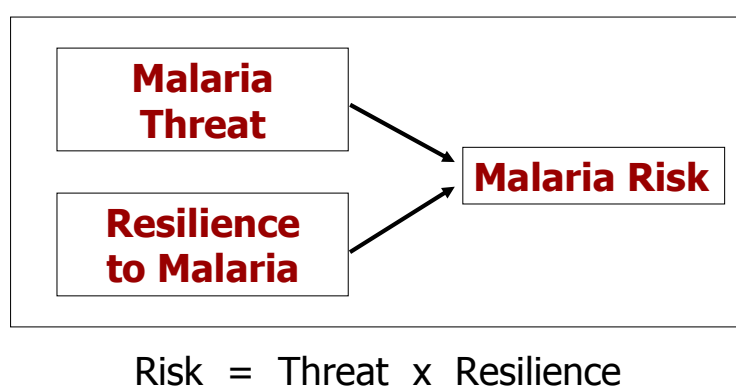 Malaria
Threat
Malaria Risk
Resilience
to Malaria
Risk = Threat x Resilience